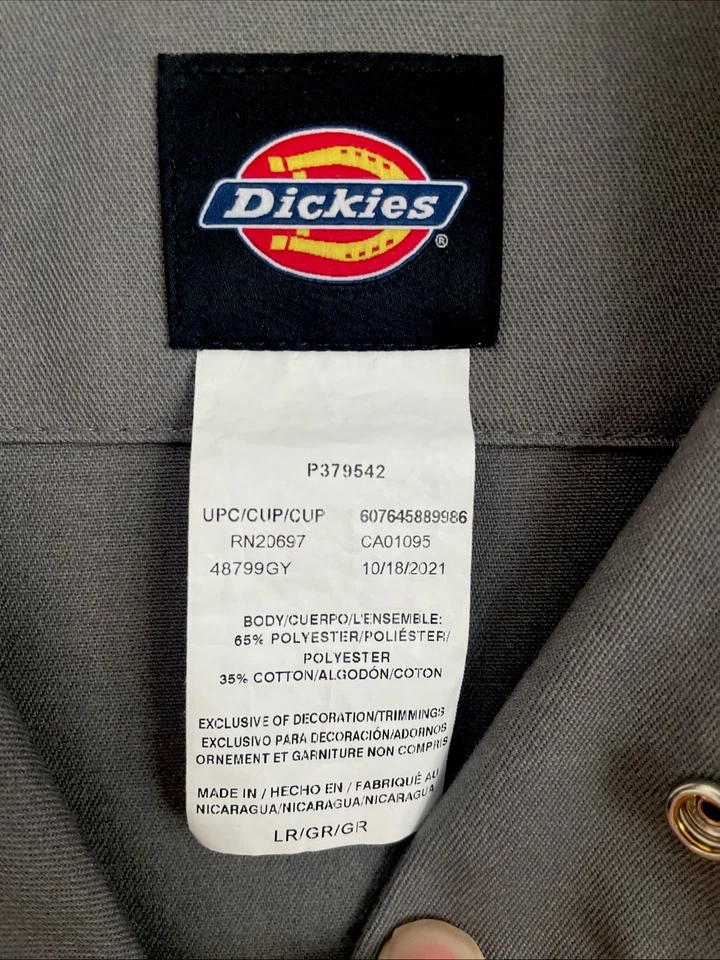 Dickies
®
P379542
UPC/CUP/CUP 607645889986
RN20697 CA01095
48799GY 10/18/2021
BODY/CUERPO/L'ENSEMBLE:
65% POLYESTER/POLIÉSTER/
POLYESTER
35% COTTON/ALGODÓN/COTON
EXCLUSIVE OF DECORATION/TRIMMINGS
EXCLUSIVO PARA DECORACIÓN/ADORNOS
ORNEMENT ET GARNITURE NON COMPRIS
MADE IN / HECHO EN / FABRIQUÉ AU
NICARAGUA/NICARAGUA/NICARAGUA
LR/GR/GR